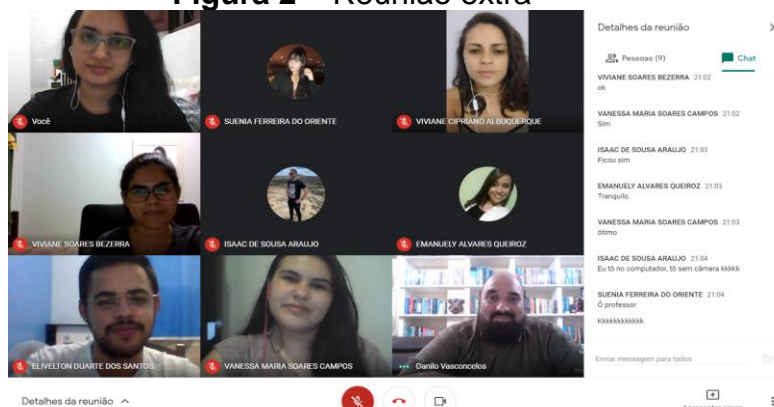 Figura 2 – Reunião extra
Você
SUENIA FERREIRA DO ORIENTE
VIVIANE CIPRIANO ALBUQUERQUE
VIVIANE SOARES BEZERRA
ISAAC DE SOUSA ARAUJO
EMANUELY ALVARES QUEIROZ
ELIVELTON DUARTE DOS SANTOS
VANESSA MARIA SOARES CAMPOS
Danilo Vasconcelos
Detalhes da reunião
Pessoas (9)
Chat
VIVIANE SOARES BEZERRA 21:02
ok
VANESSA MARIA SOARES CAMPOS 21:02
Sim
ISAAC DE SOUSA ARAUJO 21:03
Ficou sim
EMANUELY ALVARES QUEIROZ 21:03
Tranquilo
VANESSA MARIA SOARES CAMPOS 21:03
ótimo
ISAAC DE SOUSA ARAUJO 21:04
Eu tô no computador, tô sem câmera kkkkk
SUENIA FERREIRA DO ORIENTE 21:04
Ô professor
Kkkkkkkkkkkk
Enviar mensagem para todos
Detalhes da reunião